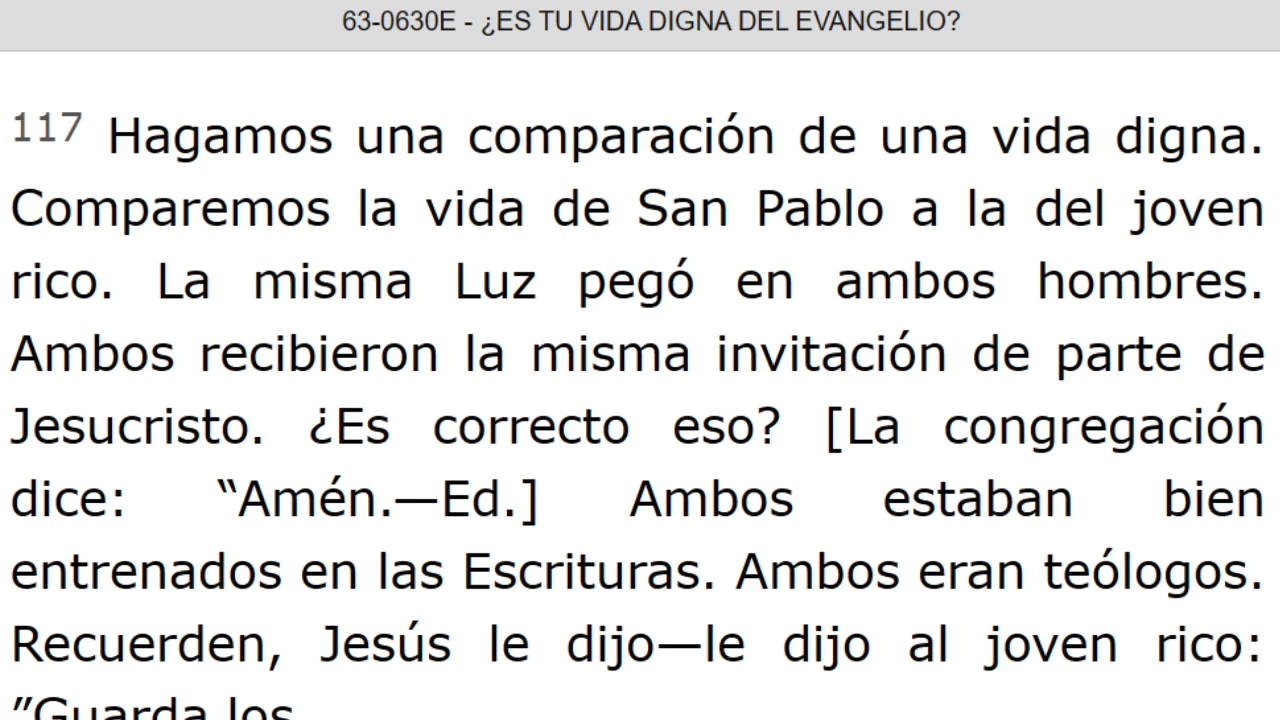 63-0630E - ¿ES TU VIDA DIGNA DEL EVANGELIO?
117 Hagamos una comparación de una vida digna.
Comparemos la vida de San Pablo a la del joven
rico. La misma Luz pegó en ambos hombres.
Ambos recibieron la misma invitación de parte de
Jesucristo. ¿Es correcto eso? [La congregación
dice: “Amén.—Ed.] Ambos estaban bien
entrenados en las Escrituras. Ambos eran teólogos.
Recuerden, Jesús le dijo—le dijo al joven rico:
”Guarda los